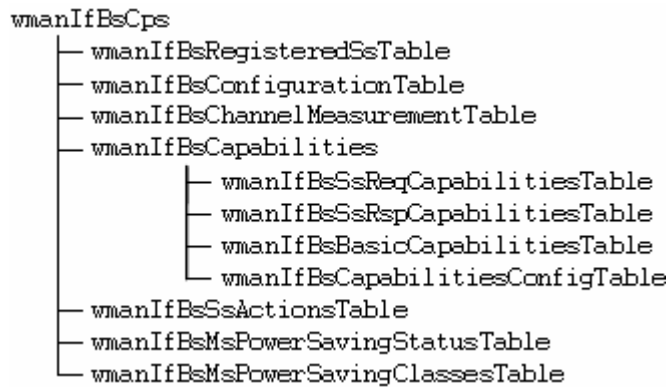 wmanIfBsCps
wmanIfBsRegisteredSsTable
wmanIfBsConfigurationTable
wmanIfBsChannelMeasurementTable
wmanIfBsCapabilities
wmanIfBsSsReqCapabilitiesTable
wmanIfBsSsRspCapabilitiesTable
wmanIfBsBasicCapabilitiesTable
wmanIfBsCapabilitiesConfigTable
wmanIfBsSsActionsTable
wmanIfBsMsPowerSavingStatusTable
wmanIfBsMsPowerSavingClassesTable